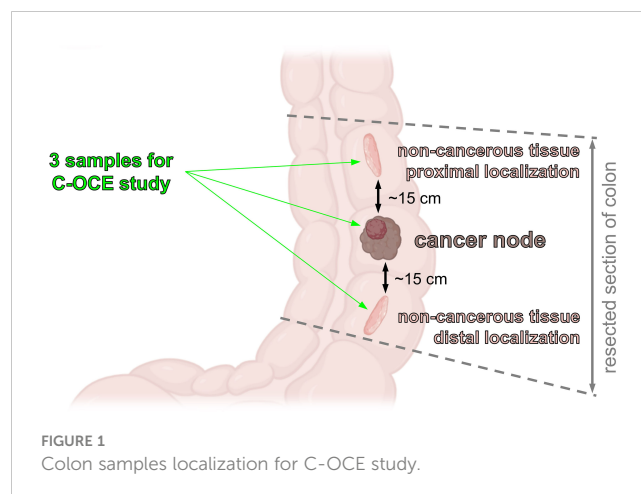 3 samples for
C-OCE study
non-cancerous tissue
proximal localization
~15 cm
cancer node
~15 cm
non-cancerous tissue
distal localization
resected section of colon
FIGURE 1
Colon samples localization for C-OCE study.